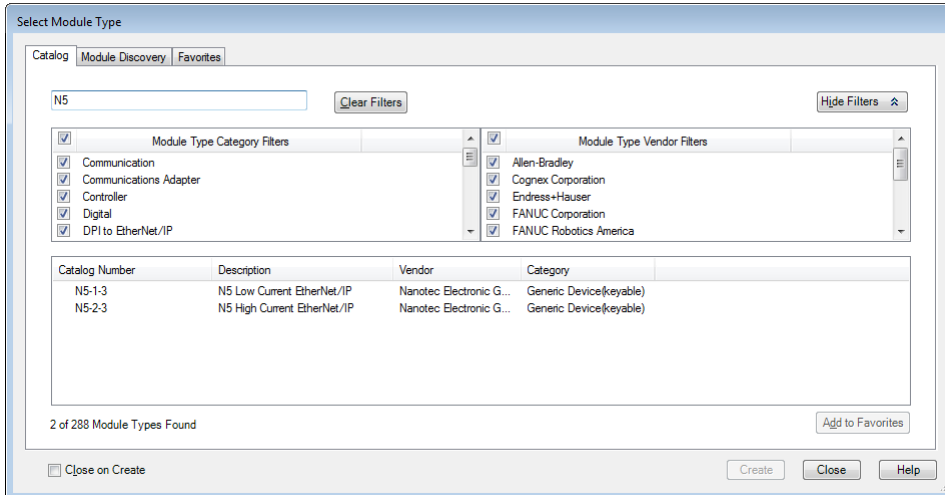 Select Module Type
Catalog Module Discovery Favorites
N5 Clear Filters Hide Filters
Module Type Category Filters Module Type Vendor Filters
Communication Allen-Bradley
Communications Adapter Cognex Corporation
Controller Endress+Hauser
Digital FANUC Corporation
DPI to EtherNet/IP FANUC Robotics America
Catalog Number Description Vendor Category
N5-1-3 N5 Low Current EtherNet/IP Nanotec Electronic G... Generic Device(keyable)
N5-2-3 N5 High Current EtherNet/IP Nanotec Electronic G... Generic Device(keyable)
2 of 288 Module Types Found Add to Favorites
Close on Create Create Close Help